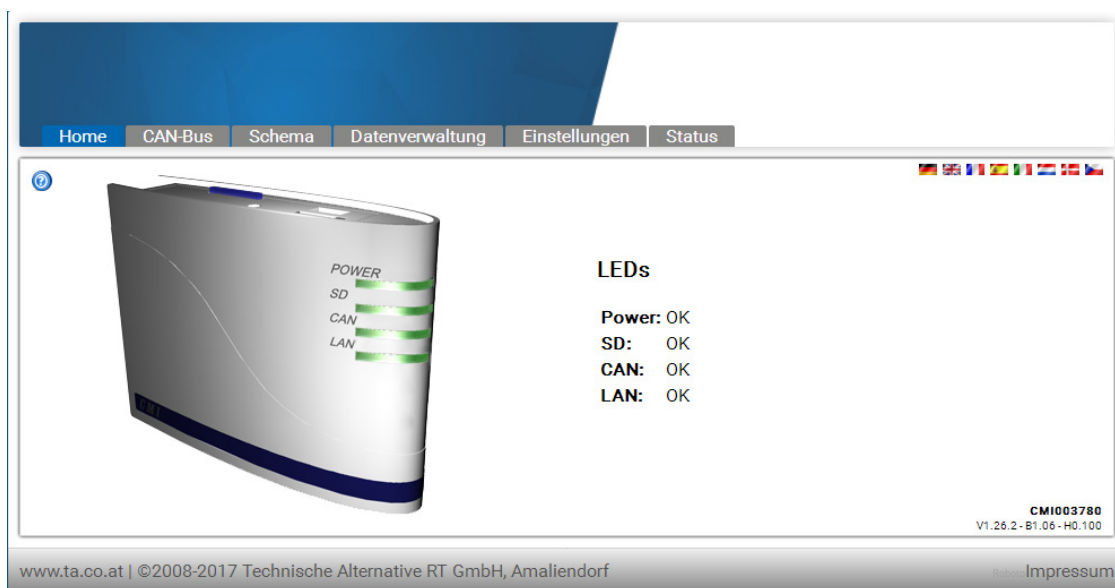 Home CAN-Bus Schema Datenverwaltung Einstellungen Status
POWER
SD
CAN
LAN
CMI
LEDs
Power: OK
SD: OK
CAN: OK
LAN: OK
CMI003780
V1.26.2 - B1.06 - H0.100
www.ta.co.at | ©2008-2017 Technische Alternative RT GmbH, Amaliendorf Impressum